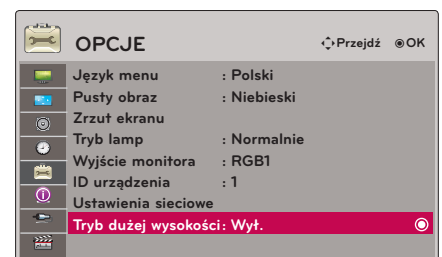 OPCJE
Przejdź ◉OK
Język menu : Polski
Pusty obraz : Niebieski
Zrzut ekranu
Tryb lamp : Normalnie
Wyjście monitora : RGB1
ID urządzenia : 1
Ustawienia sieciowe
Tryb dużej wysokości: Wył.